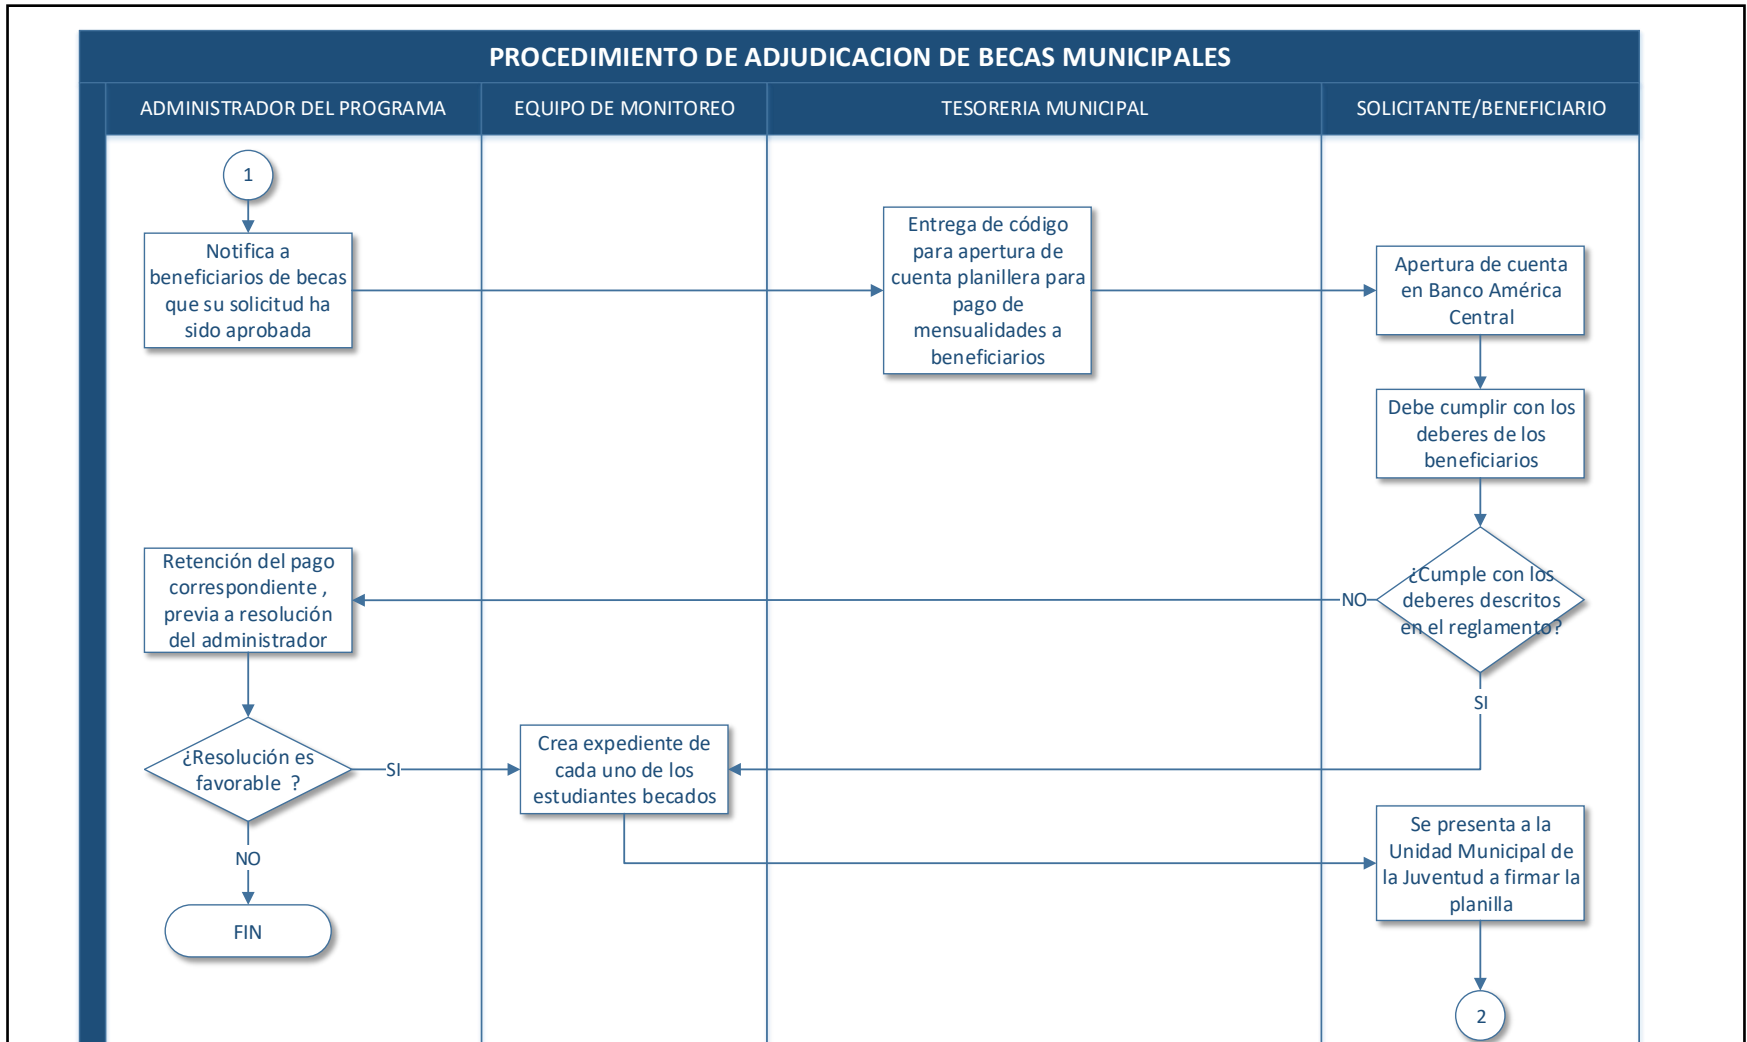 PROCEDIMIENTO DE ADJUDICACION DE BECAS MUNICIPALES
ADMINISTRADOR DEL PROGRAMA
EQUIPO DE MONITOREO
TESORERIA MUNICIPAL
SOLICITANTE/BENEFICIARIO
1
Notifica a
beneficiarios de becas
que su solicitud ha
sido aprobada
Entrega de código
para apertura de
cuenta planillera para
pago de
mensualidades a
beneficiarios
Apertura de cuenta
en Banco América
Central
Debe cumplir con los
deberes de los
beneficiarios
¿Cumple con los
deberes descritos
en el reglamento?
NO
Retención del pago
correspondiente ,
previa a resolución
del administrador
SI
¿Resolución es
favorable ?
SI
Crea expediente de
cada uno de los
estudiantes becados
NO
FIN
Se presenta a la
Unidad Municipal de
la Juventud a firmar la
planilla
2